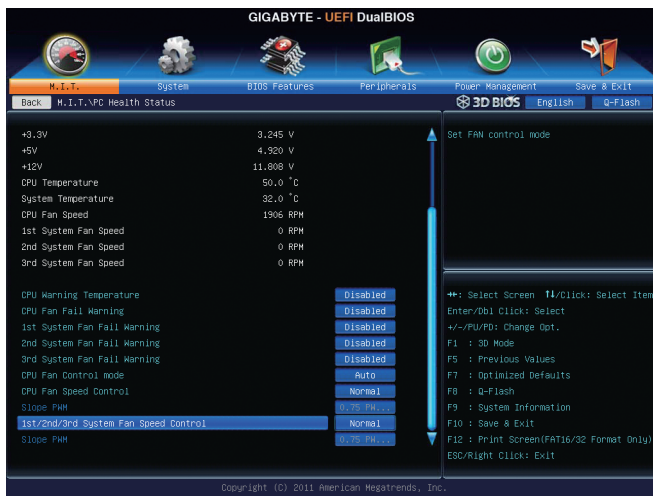 GIGABYTE - UEFI DualBIOS
M.I.T. System BIOS Features Peripherals Power Management Save & Exit
Back M.I.T.\PC Health Status 3D BIOS English Q-Flash
+3.3V 3.245 V
+5V 4.920 V
+12V 11.808 V
CPU Temperature 50.0 °C
System Temperature 32.0 °C
CPU Fan Speed 1906 RPM
1st System Fan Speed 0 RPM
2nd System Fan Speed 0 RPM
3rd System Fan Speed 0 RPM
CPU Warning Temperature Disabled
CPU Fan Fail Warning Disabled
1st System Fan Fail Warning Disabled
2nd System Fan Fail Warning Disabled
3rd System Fan Fail Warning Disabled
CPU Fan Control mode Auto
CPU Fan Speed Control Normal
Slope PWM 0.75 PW...
1st/2nd/3rd System Fan Speed Control Normal
Slope PWM 0.75 PW...
Set FAN control mode
→←: Select Screen ↑↓/Click: Select Item
Enter/Dbl Click: Select
+/-/PU/PD: Change Opt.
F1 : 3D Mode
F5 : Previous Values
F7 : Optimized Defaults
F8 : Q-Flash
F9 : System Information
F10 : Save & Exit
F12 : Print Screen(FAT16/32 Format Only)
ESC/Right Click: Exit
Copyright (C) 2011 American Megatrends, Inc.